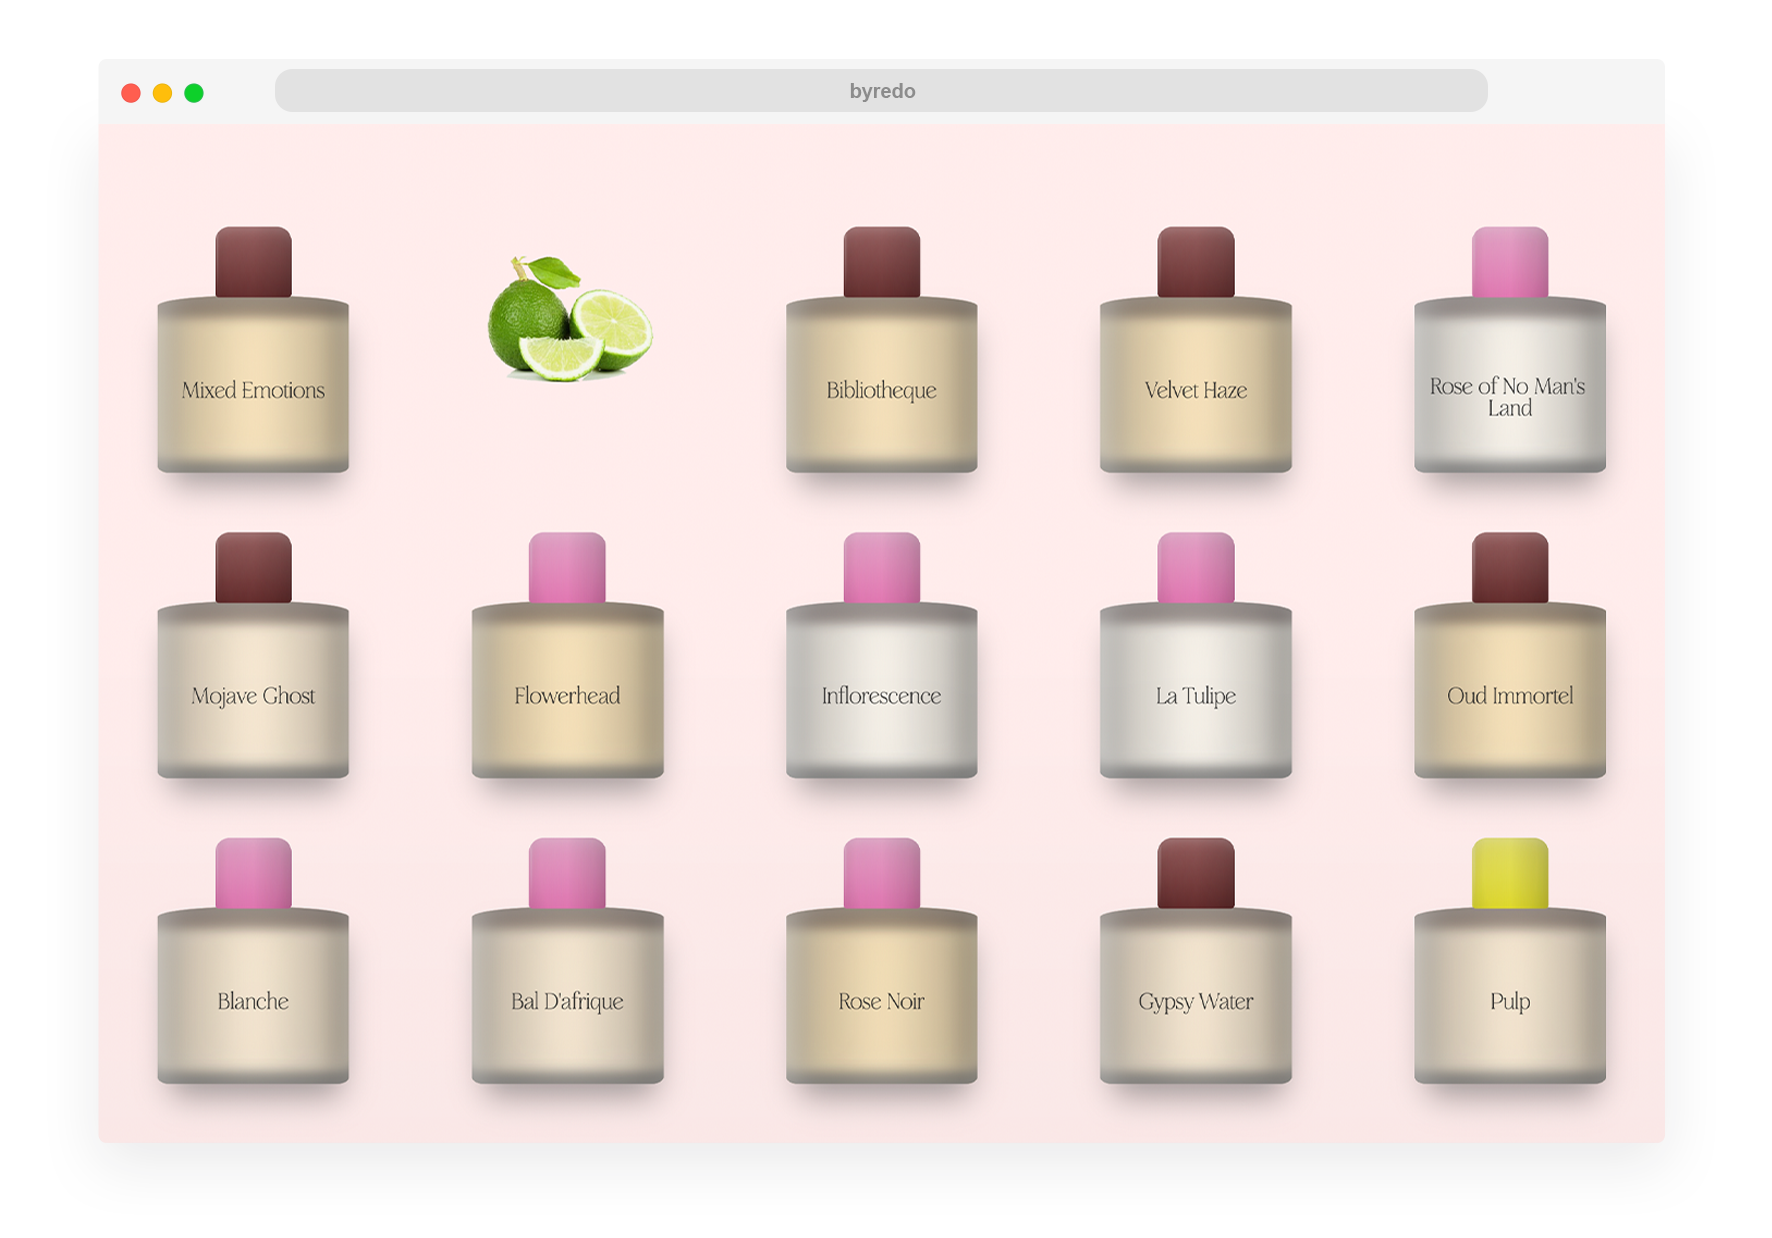 byredo
Mixed Emotions
Bibliotheque
Velvet Haze
Rose of No Man's
Land
Mojave Ghost
Flowerhead
Inflorescence
La Tulipe
Oud Immortel
Blanche
Bal D'afrique
Rose Noir
Gypsy Water
Pulp